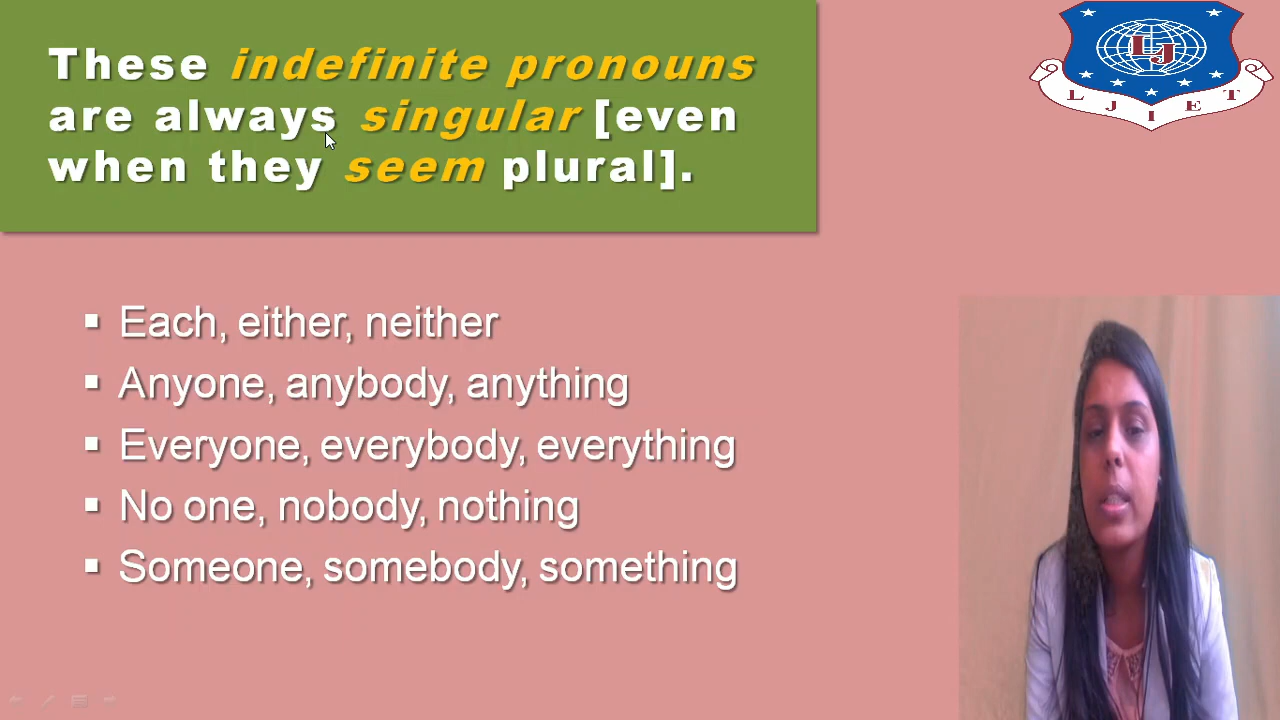 These indefinite pronouns
are always singular [even
when they seem plural].
Each, either, neither
Anyone, anybody, anything
Everyone, everybody, everything
No one, nobody, nothing
Someone, somebody, something
LJ
L J I E T